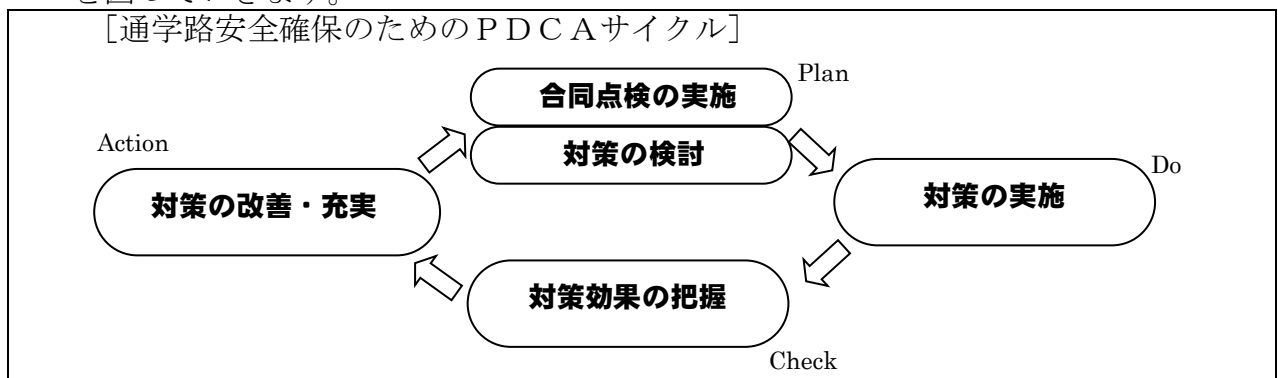 ［通学路安全確保のためのＰＤＣＡサイクル］
Plan
合同点検の実施
対策の検討
Action
Do
対策の改善・充実
対策の実施
対策効果の把握
Check